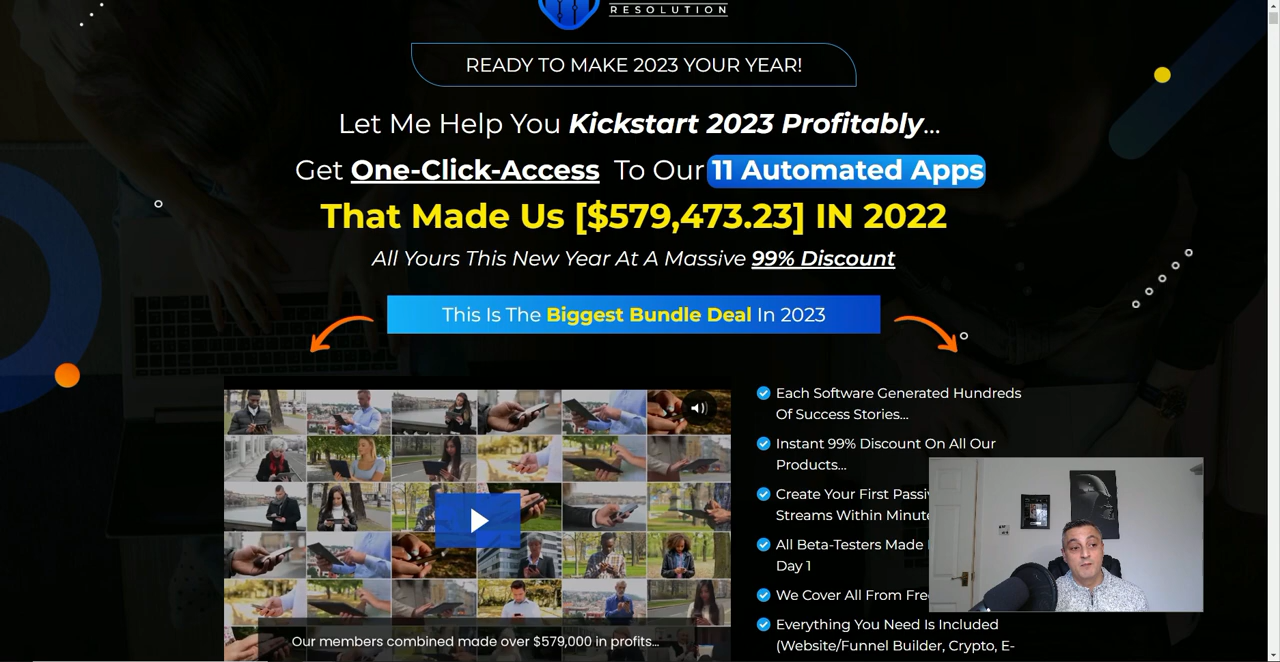 RESOLUTION
READY TO MAKE 2023 YOUR YEAR!
Let Me Help You Kickstart 2023 Profitably...
Get One-Click-Access To Our 11 Automated Apps
That Made Us [$579,473.23] IN 2022
All Yours This New Year At A Massive 99% Discount
This Is The Biggest Bundle Deal In 2023
Each Software Generated Hundreds
Of Success Stories...
Instant 99% Discount On All Our
Products...
Create Your First
Streams Within
All Beta-Testers Made
Day 1
We Cover All From
Everything You Need Is Included
(Website/Funnel Builder, Crypto, E-
Our members combined made over $579,000 in profits...